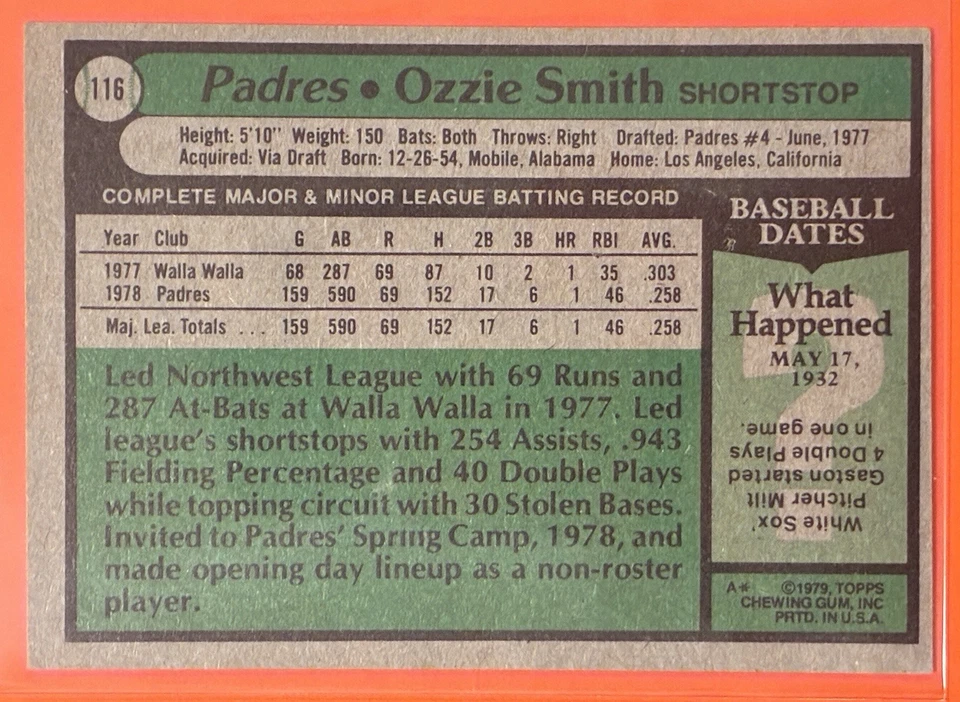 116
Padres • Ozzie Smith SHORTSTOP
Height: 5'10" Weight: 150 Bats: Both Throws: Right Drafted: Padres #4 - June, 1977
Acquired: Via Draft Born: 12-26-54, Mobile, Alabama Home: Los Angeles, California
COMPLETE MAJOR & MINOR LEAGUE BATTING RECORD
Year Club G AB R H 2B 3B HR RBI AVG.
1977 Walla Walla 68 287 69 87 10 2 1 35 .303
1978 Padres 159 590 69 152 17 6 1 46 .258
Maj. Lea. Totals ... 159 590 69 152 17 6 1 46 .258
Led Northwest League with 69 Runs and
287 At-Bats at Walla Walla in 1977. Led
league's shortstops with 254 Assists, .943
Fielding Percentage and 40 Double Plays
while topping circuit with 30 Stolen Bases.
Invited to Padres' Spring Camp, 1978, and
made opening day lineup as a non-roster
player.
BASEBALL
DATES
What
Happened
MAY 17,
1932
?
White Sox'
Pitcher Milt
Gaston started
4 Double Plays
in one game.
A* ©1979, TOPPS
CHEWING GUM, INC
PRTD. IN U.S.A.